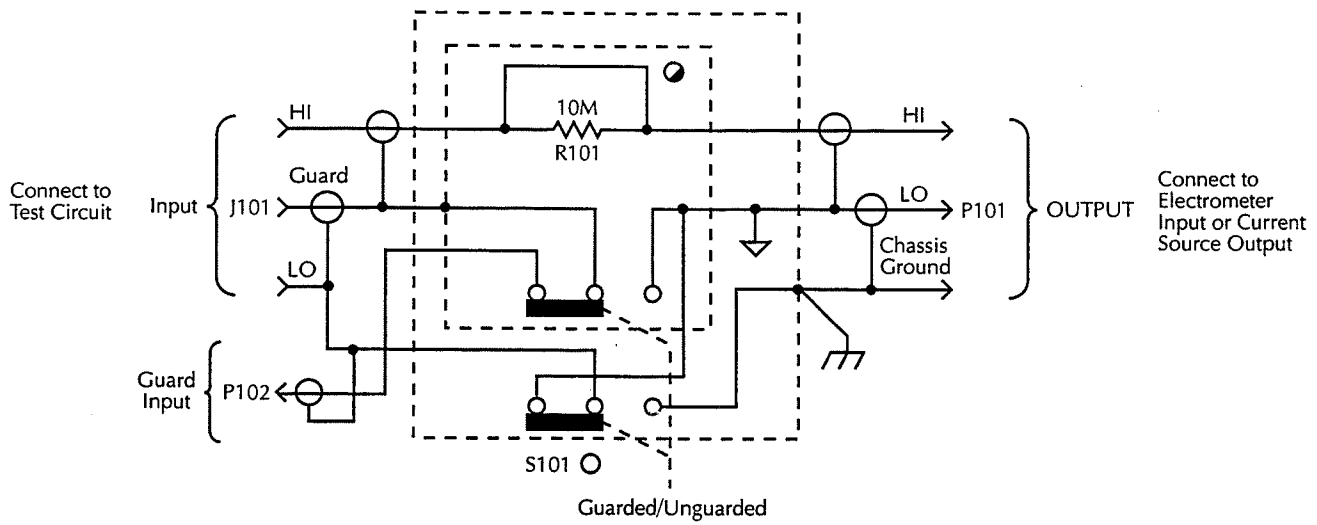 HI
10M
R101
HI
Guard
Connect to
Test Circuit
Input
J101
LO
P101
OUTPUT
Connect to
Electrometer
Input or Current
Source Output
Chassis
Ground
LO
Guard
Input
P102
S101
Guarded/Unguarded